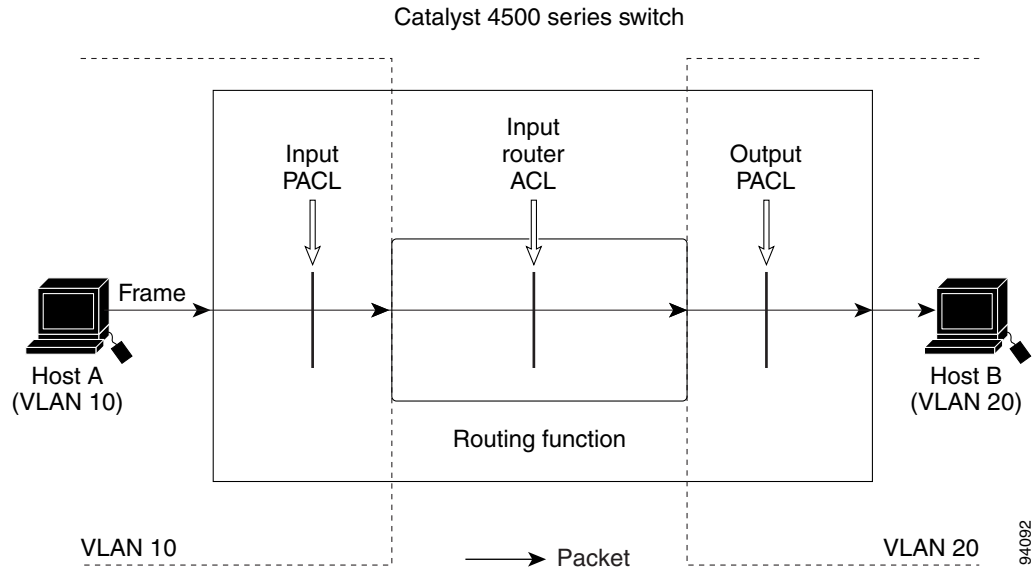 Catalyst 4500 series switch
Input
PACL
Input
router
ACL
Output
PACL
Frame
Host A
(VLAN 10)
Host B
(VLAN 20)
Routing function
VLAN 10
Packet
VLAN 20
94092